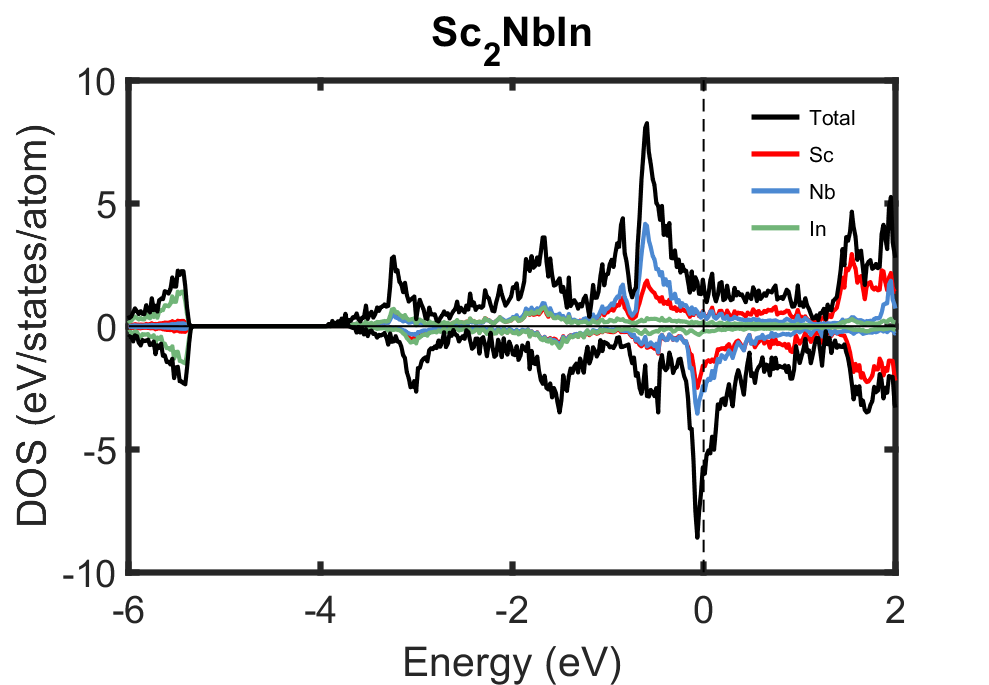 Sc2NbIn
10
5
0
-5
-10
DOS (eV/states/atom)
Total
Sc
Nb
In
-6
-4
-2
0
2
Energy (eV)